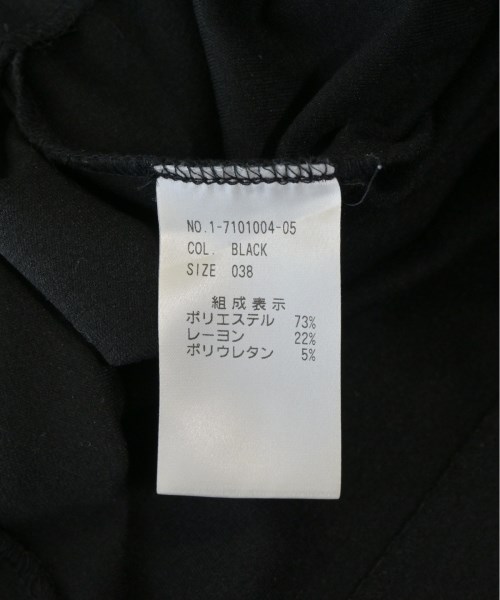 NO.1-7101004-05
COL. BLACK
SIZE 038
組成表示
ポリエステル 73%
レーヨン 22%
ポリウレタン 5%